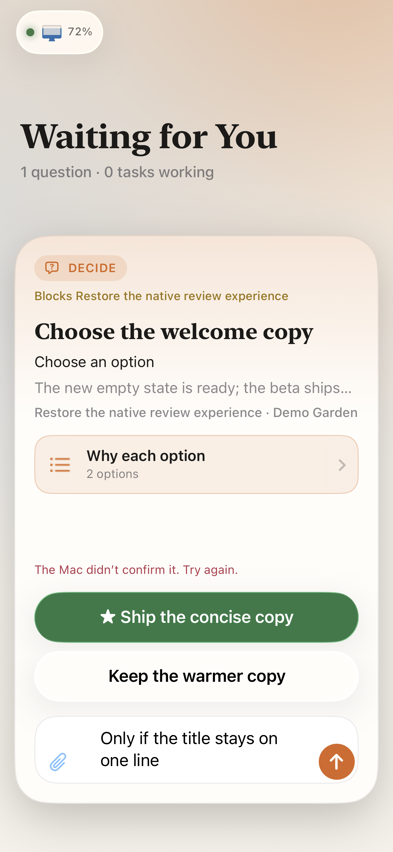 72%
Waiting for You
1 question · 0 tasks working
DECIDE
Blocks Restore the native review experience
Choose the welcome copy
Choose an option
The new empty state is ready; the beta ships...
Restore the native review experience · Demo Garden
Why each option
2 options
The Mac didn't confirm it. Try again.
Ship the concise copy
Keep the warmer copy
Only if the title stays on
one line